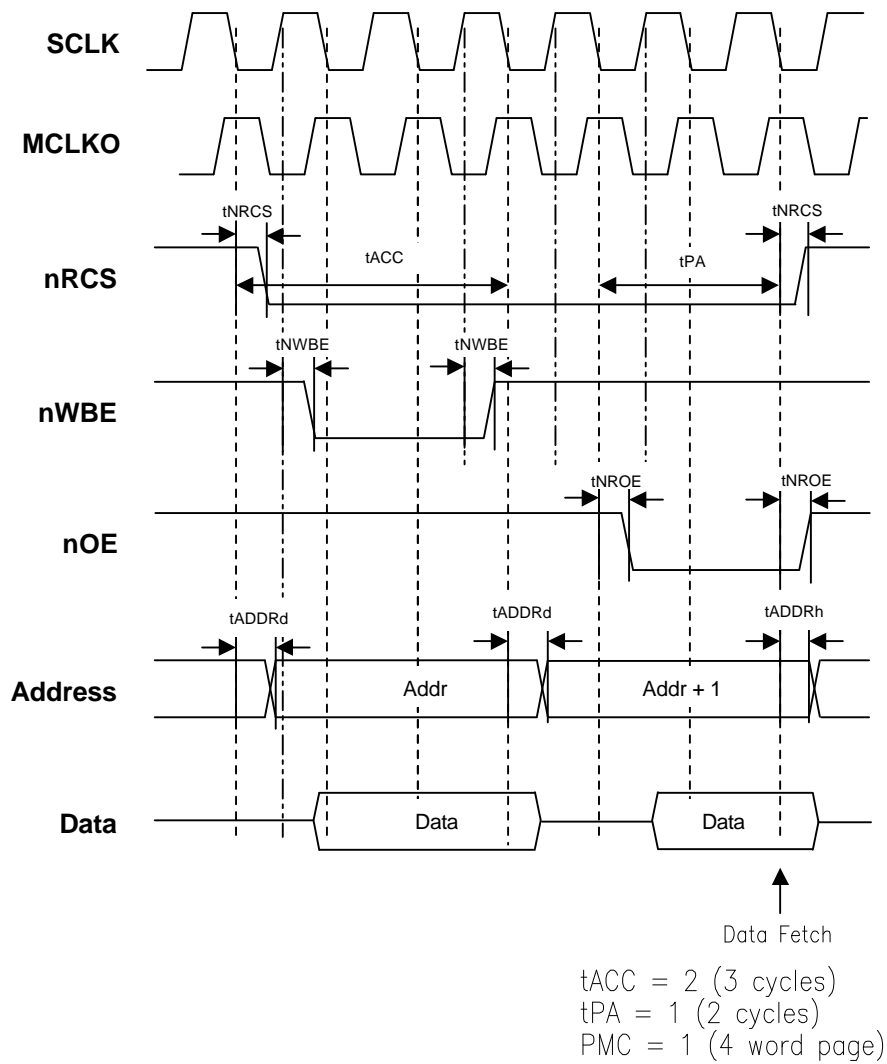 SCLK
MCLKO
tNRCS
tNRCS
tACC
tPA
nRCS
tNWBE
tNWBE
nWBE
tNROE
tNROE
nOE
tADDRd
tADDRd
tADDRh
Address
Addr
Addr + 1
Data
Data
Data
Data Fetch
tACC = 2 (3 cycles)
tPA = 1 (2 cycles)
PMC = 1 (4 word page)